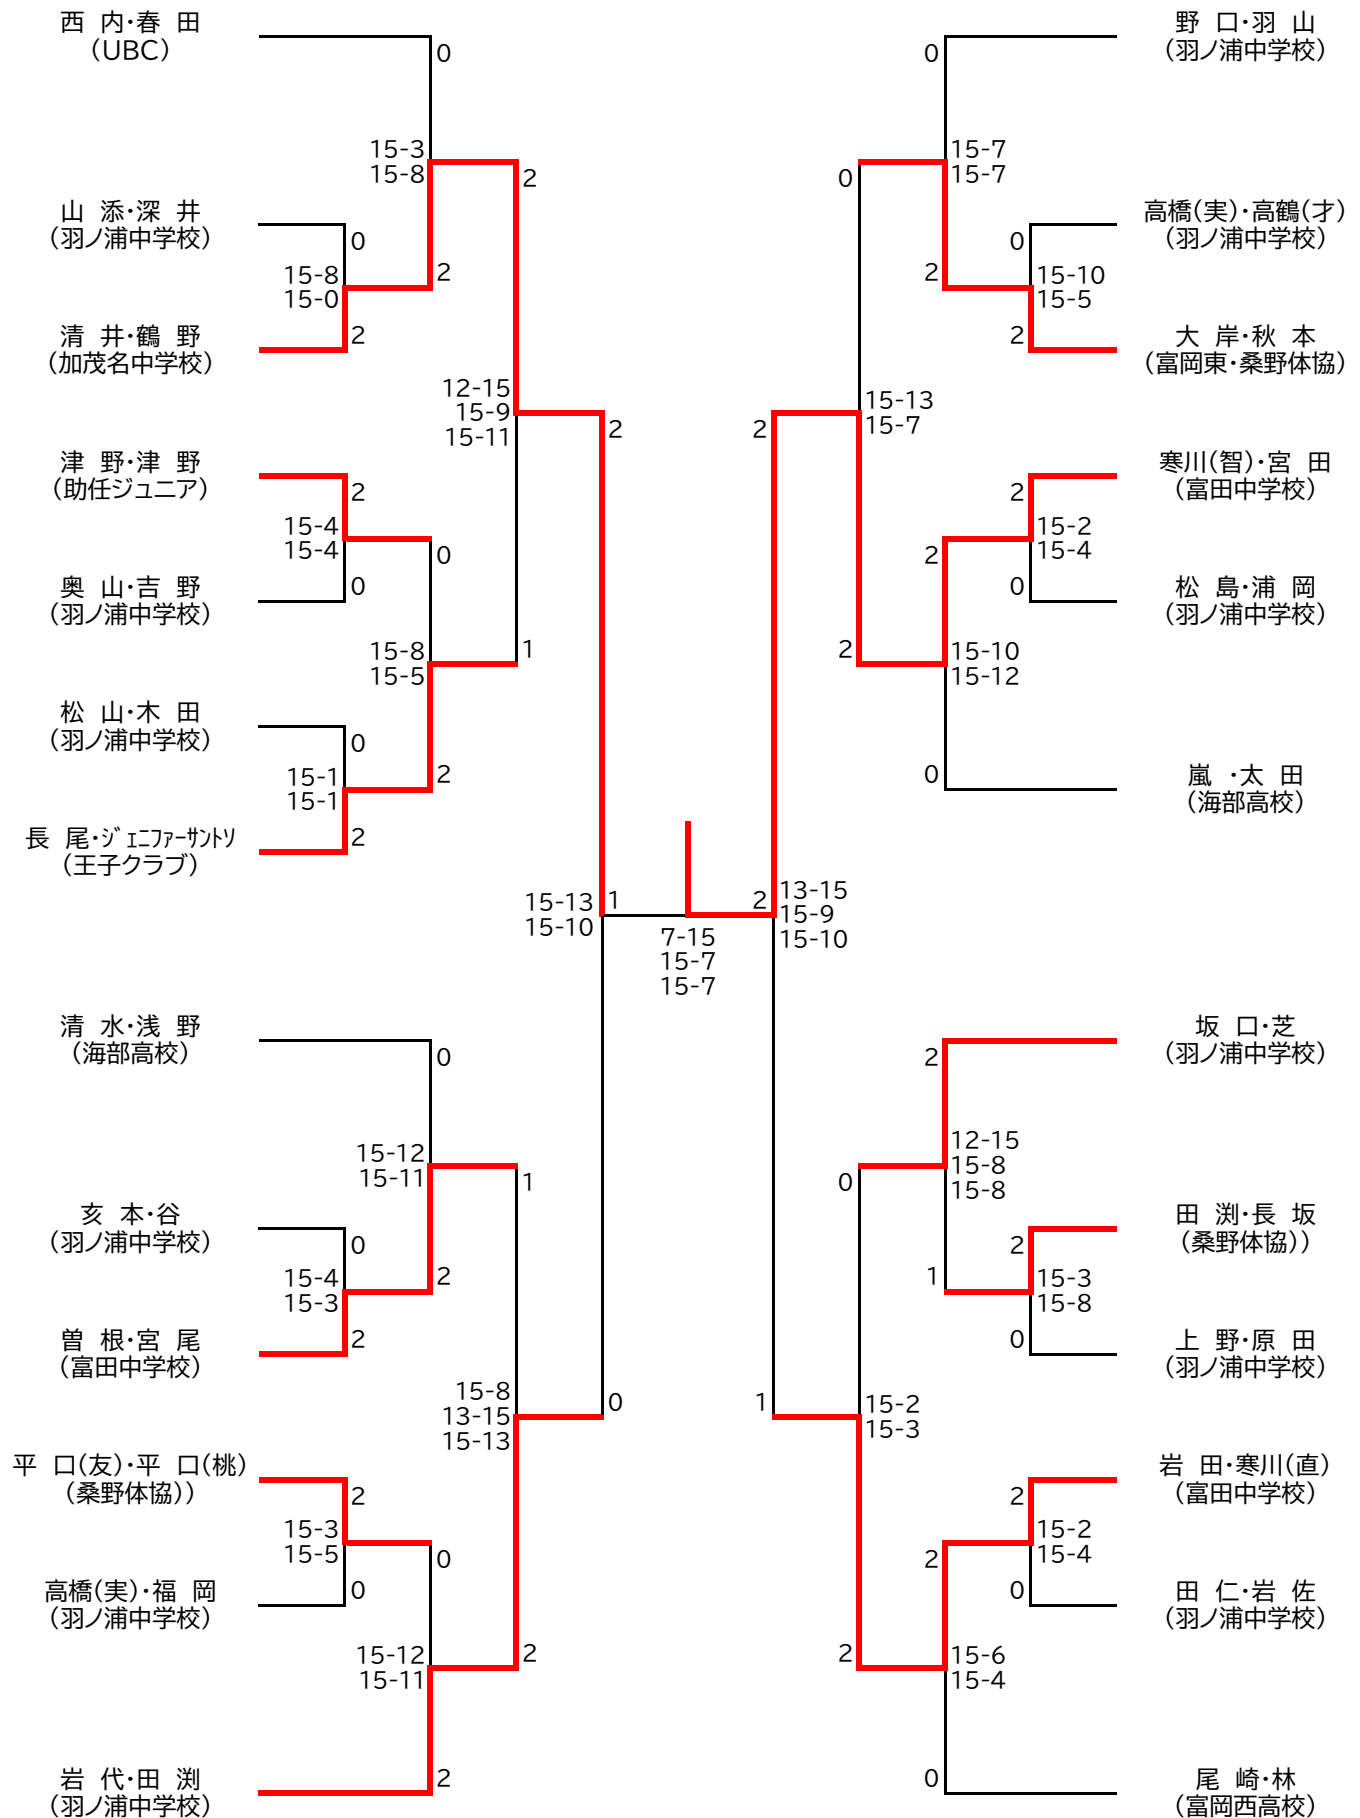 西　内・春　田
（UBC）
0
15-3
15-8
2
山　添・深　井
（羽ノ浦中学校）
0
15-8
15-0
2
清　井・鶴　野
（加茂名中学校）
2
12-15
15-9
15-11
2
津　野・津　野
（助任ジュニア）
2
15-4
15-4
0
奥　山・吉　野
（羽ノ浦中学校）
0
15-8
15-5
1
松　山・木　田
（羽ノ浦中学校）
0
15-1
15-1
2
長　尾・ｼﾞｪﾆﾌｧｰｻﾝﾄﾘ
（王子クラブ）
2
15-13
15-10
1
7-15
15-7
15-7
清　水・浅　野
（海部高校）
0
15-12
15-11
1
亥　本・谷
（羽ノ浦中学校）
0
15-4
15-3
2
曽　根・宮　尾
（富田中学校）
2
15-8
13-15
15-13
0
平　口(友)・平　口(桃)
（桑野体協））
2
15-3
15-5
0
高橋(実)・福　岡
（羽ノ浦中学校）
0
15-12
15-11
2
岩　代・田　渕
（羽ノ浦中学校）
2
野　口・羽　山
（羽ノ浦中学校）
0
15-7
15-7
0
高橋(実)・高鶴(才)
（羽ノ浦中学校）
0
15-10
15-5
2
大　岸・秋　本
（富岡東・桑野体協）
2
15-13
15-7
2
寒川(智)・宮　田
（富田中学校）
2
15-2
15-4
2
松　島・浦　岡
（羽ノ浦中学校）
0
15-10
15-12
2
嵐　・太　田
（海部高校）
0
13-15
15-9
15-10
2
坂　口・芝
（羽ノ浦中学校）
2
12-15
15-8
15-8
0
田　渕・長　坂
（桑野体協））
2
15-3
15-8
1
上　野・原　田
（羽ノ浦中学校）
0
15-2
15-3
1
岩　田・寒川(直)
（富田中学校）
2
15-2
15-4
2
田　仁・岩　佐
（羽ノ浦中学校）
0
15-6
15-4
2
尾　崎・林
（富岡西高校）
0